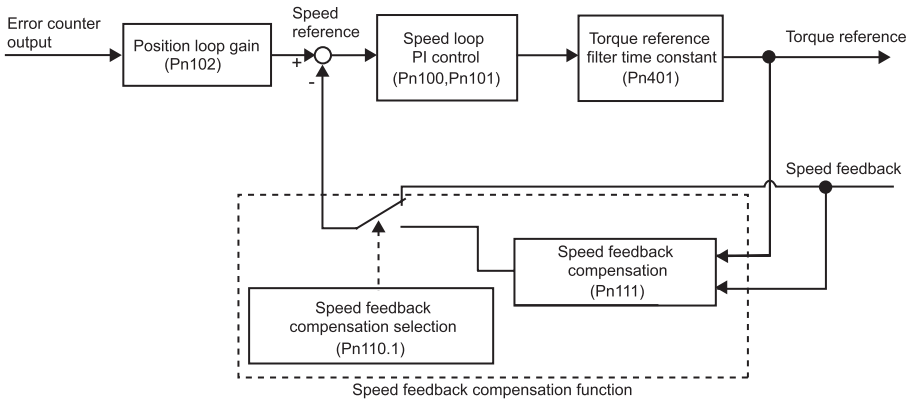 Error counter
output
Position loop gain
(Pn102)
Speed
reference
+
-
Speed loop
PI control
(Pn100,Pn101)
Torque reference
filter time constant
(Pn401)
Torque reference
Speed feedback
Speed feedback
compensation
(Pn111)
Speed feedback
compensation selection
(Pn110.1)
Speed feedback compensation function